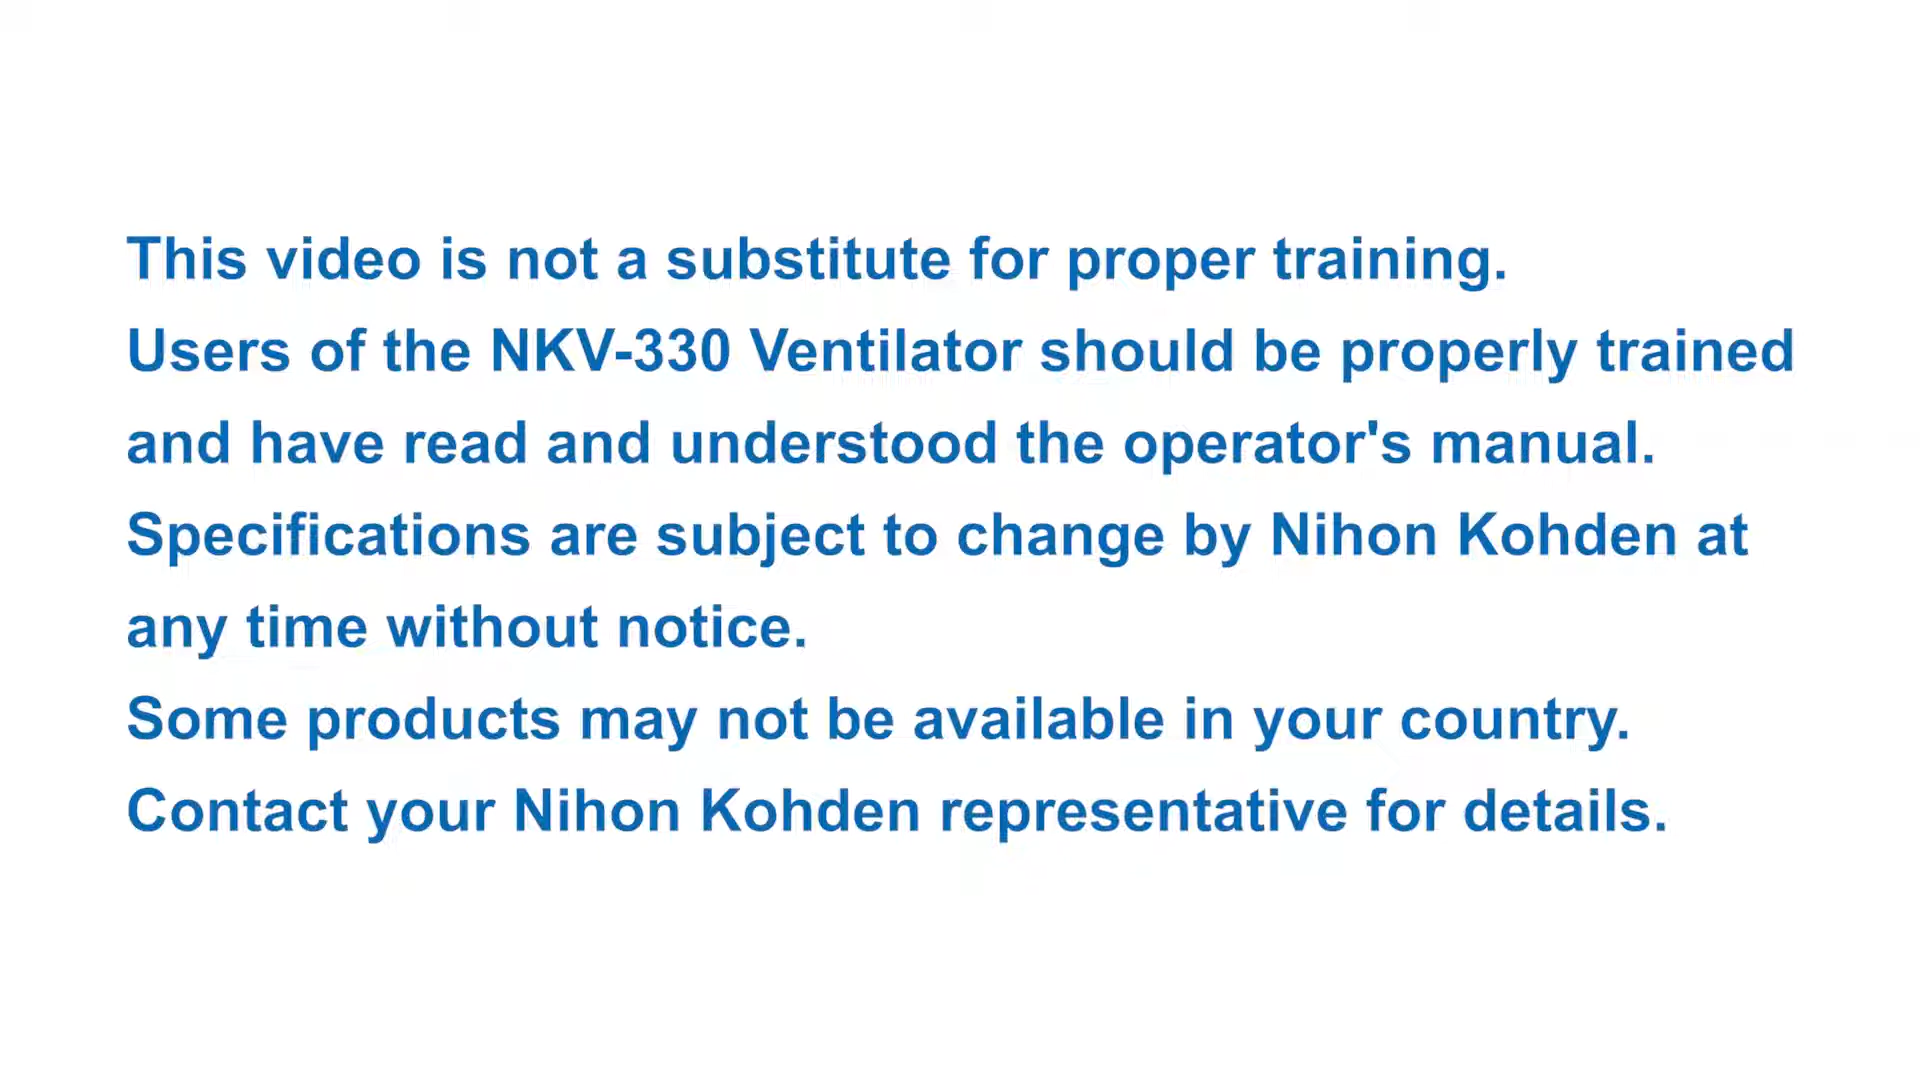 This video is not a substitute for proper training.
Users of the NKV-330 Ventilator should be properly trained
and have read and understood the operator's manual.
Specifications are subject to change by Nihon Kohden at
any time without notice.
Some products may not be available in your country.
Contact your Nihon Kohden representative for details.